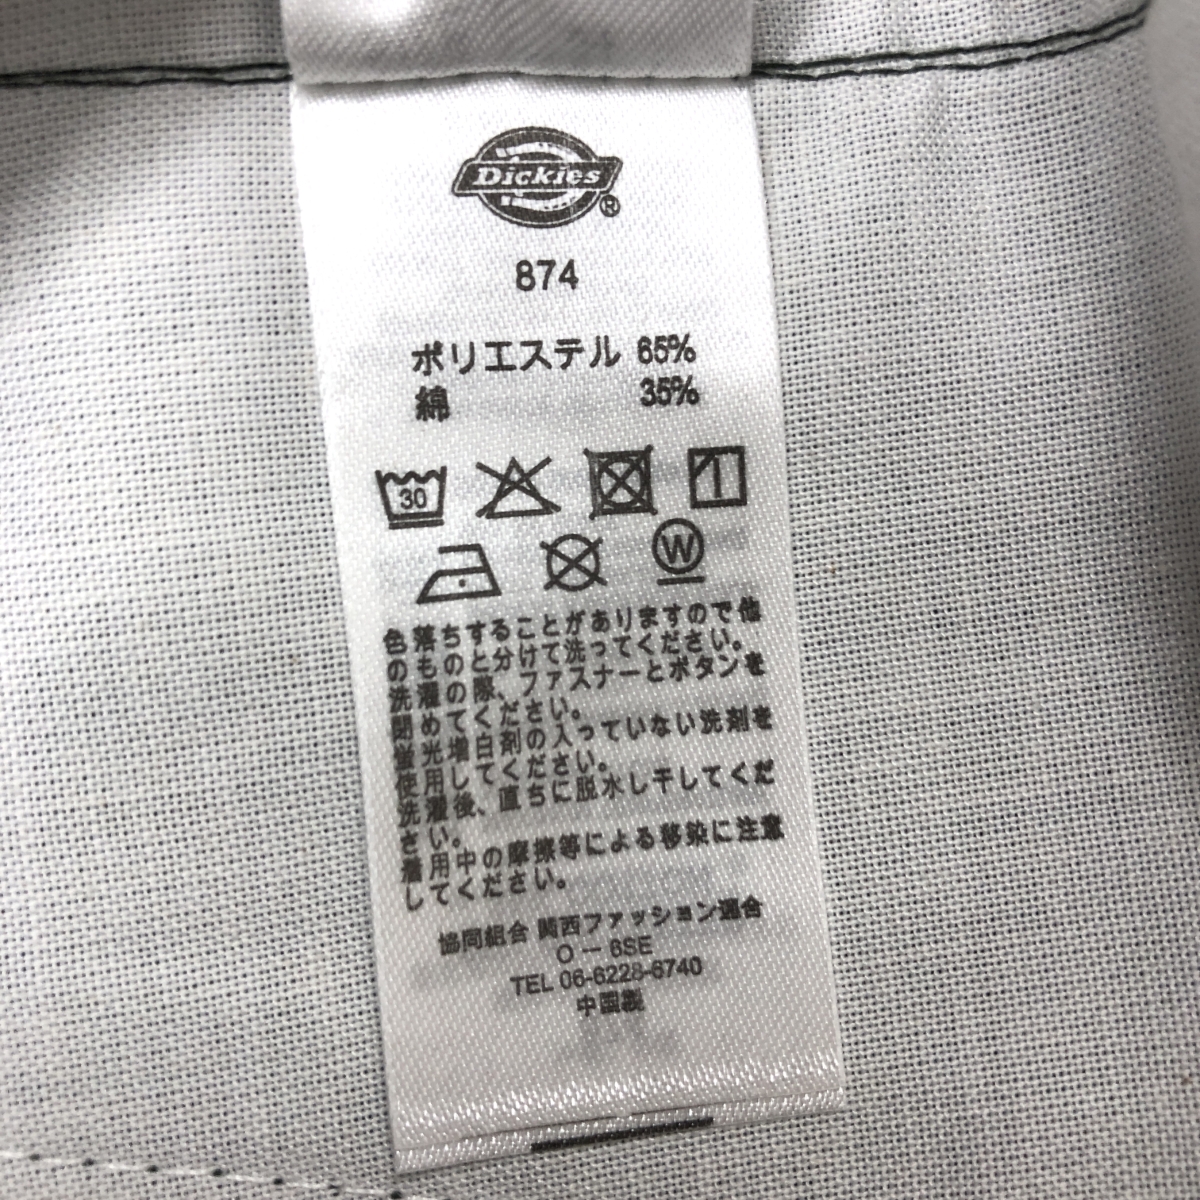 Dickies®
874
ポリエステル 65%
綿 35%
30
W
色落ちすることがありますので他
のものと分けて洗ってください。
洗濯の際、ファスナーとボタンを
閉めてください。
蛍光増白剤の入っていない洗剤を
使用してください。
洗濯後、直ちに脱水し干してくだ
さい。
着用中の摩擦等による移染に注意
してください。
協同組合 関西ファッション連合
O－6SE
TEL 06-6228-6740
中国製